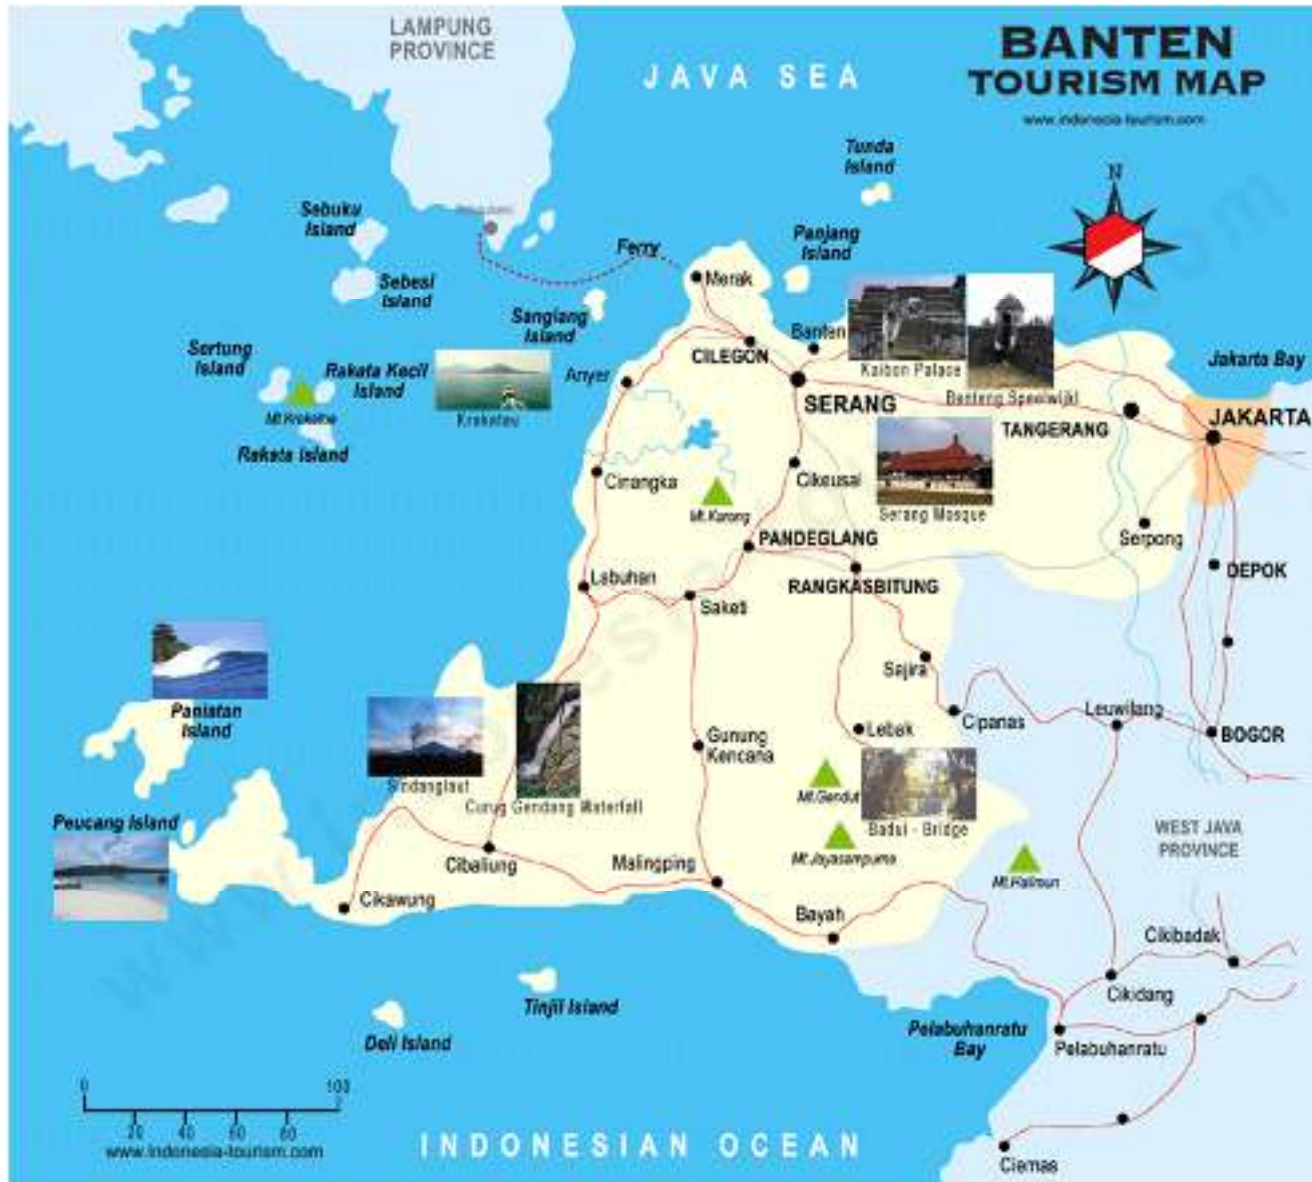 LAMPUNG
PROVINCE
JAVA SEA
BANTEN
TOURISM MAP
www.indonesia-tourism.com
Tunda
Island
N
Sebuku
Island
Panjang
Island
Ferry
Merak
Sebesi
Island
Sangiang
Island
Banten
CILEGON
Sertung
Island
Rakata Kecil
Island
Anyer
Kaibon Palace
Jakarta Bay
Benteng Speelwijkl
Krakatau
SERANG
TANGERANG
JAKARTA
Rakata Island
Cinangka
Cikeusal
Mt.Karang
Serang Mosque
PANDEGLANG
Serpong
Labuhan
RANGKASBITUNG
DEPOK
Saketi
Sajira
Paniatan
Island
Cipanas
Leuwilang
Gunung
Kencana
Lebak
BOGOR
Sindanglaut
Curug Gendang Waterfall
Mt.Gendut
Peucang Island
Badui - Bridge
WEST JAVA
PROVINCE
Cibaliung
Malingping
Mt.Jayasampurna
Mt.Halimun
Cikawung
Bayah
Cikibadak
Cikidang
Tinjil Island
Deli Island
Pelabuhanratu
Bay
Pelabuhanratu
0 100
20 40 60 80
www.indonesia-tourism.com
INDONESIAN OCEAN
Ciemas